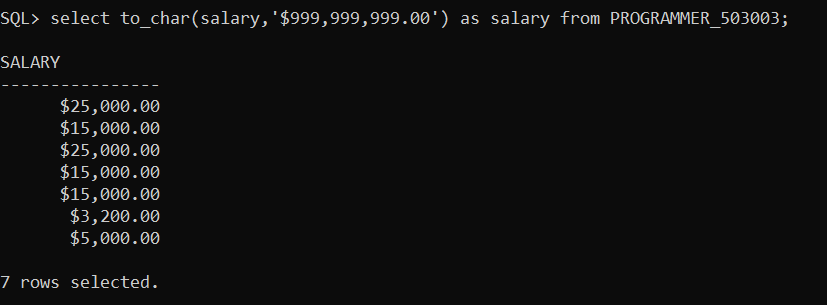 SQL> select to_char(salary,'$999,999,999.00') as salary from PROGRAMMER_503003;
SALARY
----------------
$25,000.00
$15,000.00
$25,000.00
$15,000.00
$15,000.00
$3,200.00
$5,000.00
7 rows selected.